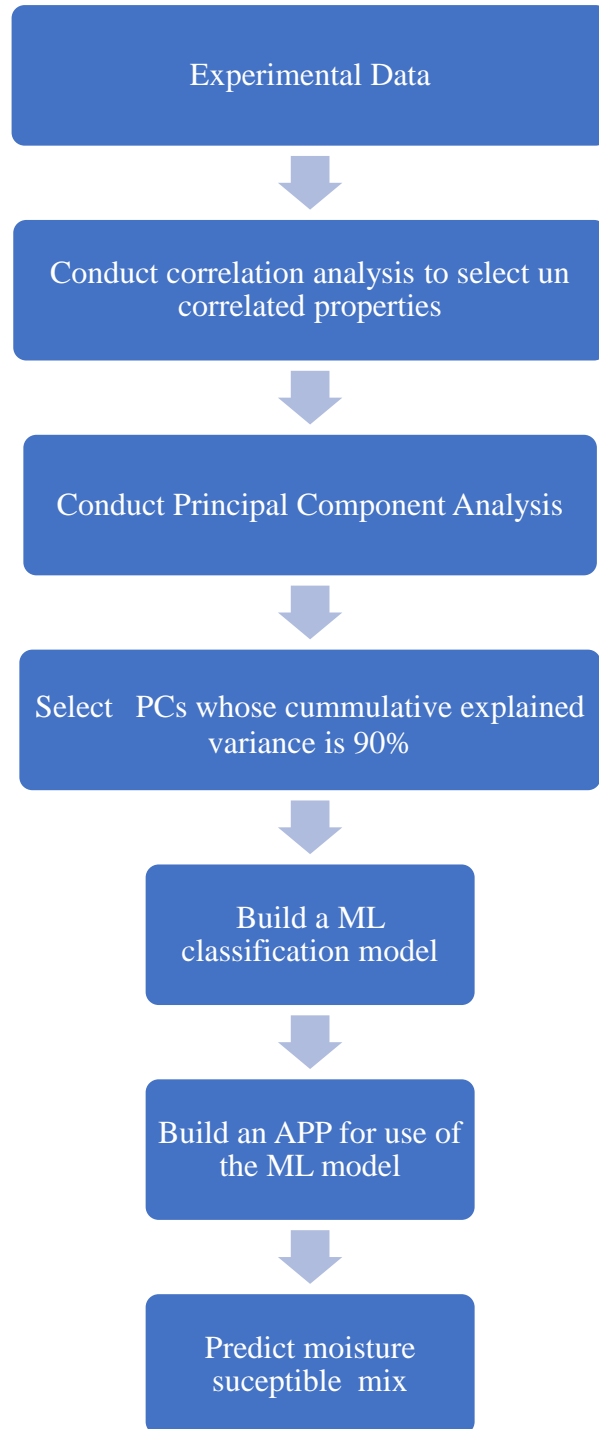 Experimental Data
Conduct correlation analysis to select un
correlated properties
Conduct Principal Component Analysis
Select PCs whose cummulative explained
variance is 90%
Build a ML
classification model
Build an APP for use of
the ML model
Predict moisture
suceptible mix